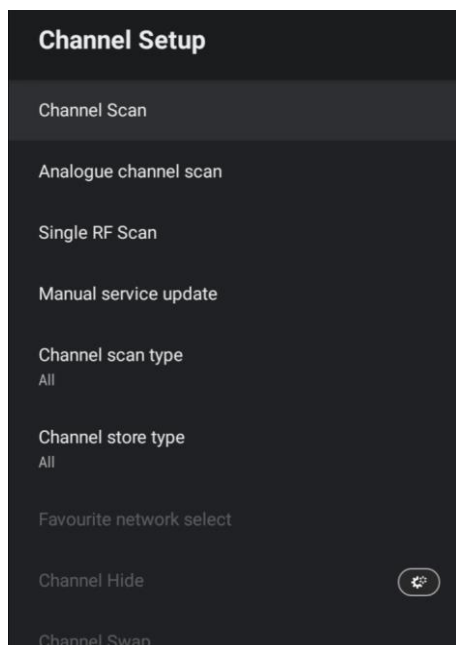 Channel Setup
Channel Scan
Analogue channel scan
Single RF Scan
Manual service update
Channel scan type
All
Channel store type
All
Favourite network select
Channel Hide
Channel Swap